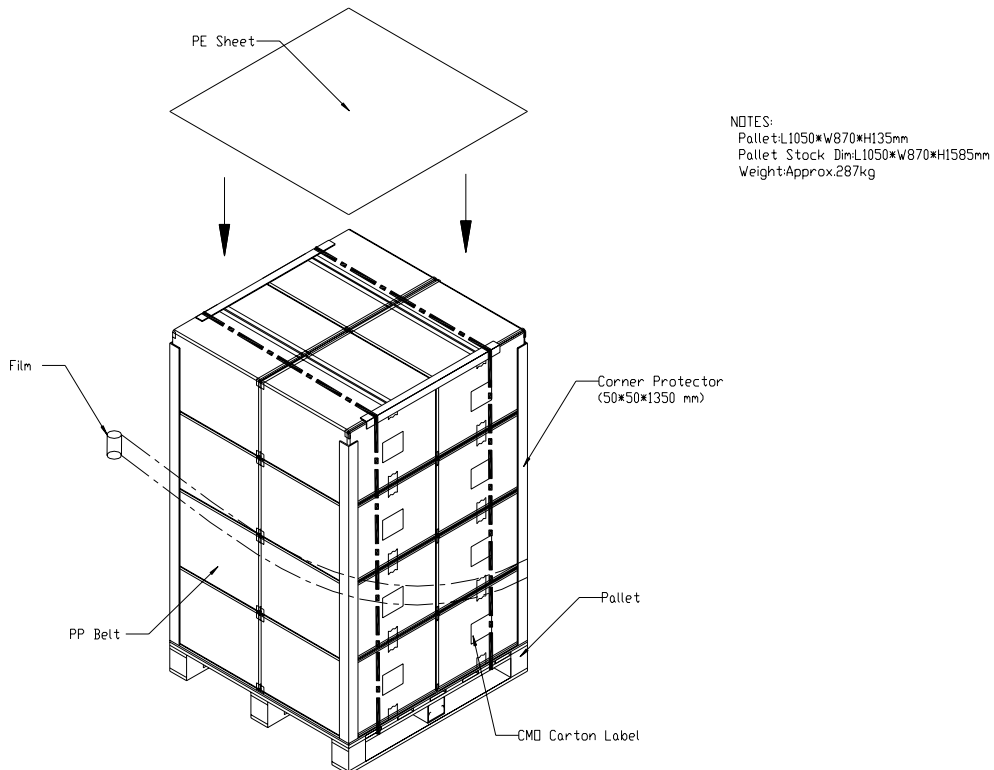 PE Sheet
NOTES:
Pallet:L1050*W870*H135mm
Pallet Stock Dim:L1050*W870*H1585mm
Weight:Approx.287kg
Film
Corner Protector
(50*50*1350 mm)
Pallet
PP Belt
CMO Carton Label